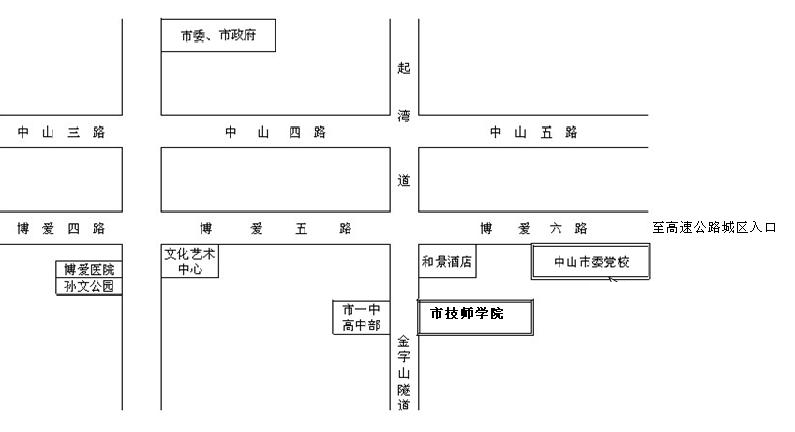 市委、市政府
起湾道
中山三路
中山四路
中山五路
博爱四路
博爱五路
博爱六路
至高速公路城区入口
文化艺术
中心
和景酒店
中山市委党校
博爱医院
孙文公园
市一中
高中部
市技师学院
金字山隧道